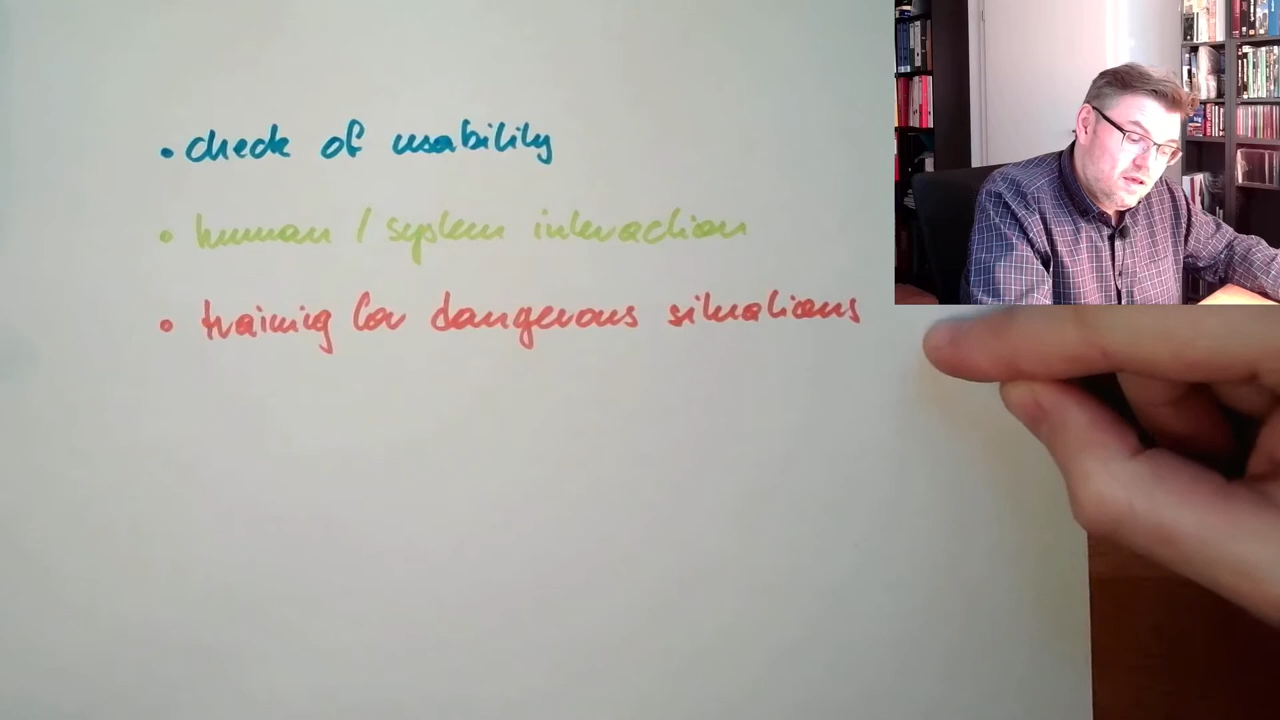 • check of usability
• human / system interaction
• training for dangerous situations